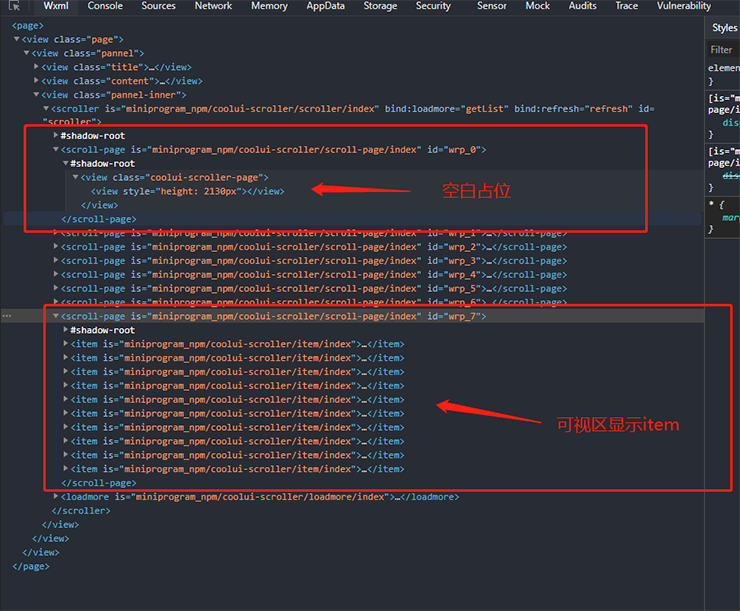 Wxml Console Sources Network Memory AppData Storage Security Sensor Mock Audits Trace Vulnerability
Styles
Filter
<page>
<view class="page">
<view class="pannel">
<view class="title">…</view>
<view class="content">…</view>
<view class="pannel-inner">
<scroller is="miniprogram_npm/coolui-scroller/scroller/index" bind:loadmore="getList" bind:refresh="refresh" id=
"scroller">
#shadow-root
<scroll-page is="miniprogram_npm/coolui-scroller/scroll-page/index" id="wrp_0">
#shadow-root
<view class="coolui-scroller-page">
<view style="height: 2130px"></view>
空白占位
</view>
</scroll-page>
<scroll-page is="miniprogram_npm/coolui-scroller/scroll-page/index" id="wrp_1">…</scroll-page>
<scroll-page is="miniprogram_npm/coolui-scroller/scroll-page/index" id="wrp_2">…</scroll-page>
<scroll-page is="miniprogram_npm/coolui-scroller/scroll-page/index" id="wrp_3">…</scroll-page>
<scroll-page is="miniprogram_npm/coolui-scroller/scroll-page/index" id="wrp_4">…</scroll-page>
<scroll-page is="miniprogram_npm/coolui-scroller/scroll-page/index" id="wrp_5">…</scroll-page>
<scroll-page is="miniprogram_npm/coolui-scroller/scroll-page/index" id="wrp_6">…</scroll-page>
<scroll-page is="miniprogram_npm/coolui-scroller/scroll-page/index" id="wrp_7">
#shadow-root
<item is="miniprogram_npm/coolui-scroller/item/index">…</item>
<item is="miniprogram_npm/coolui-scroller/item/index">…</item>
<item is="miniprogram_npm/coolui-scroller/item/index">…</item>
<item is="miniprogram_npm/coolui-scroller/item/index">…</item>
<item is="miniprogram_npm/coolui-scroller/item/index">…</item>
<item is="miniprogram_npm/coolui-scroller/item/index">…</item>
<item is="miniprogram_npm/coolui-scroller/item/index">…</item>
可视区显示item
<item is="miniprogram_npm/coolui-scroller/item/index">…</item>
<item is="miniprogram_npm/coolui-scroller/item/index">…</item>
<item is="miniprogram_npm/coolui-scroller/item/index">…</item>
</scroll-page>
<loadmore is="miniprogram_npm/coolui-scroller/loadmore/index">…</loadmore>
</scroller>
</view>
</view>
</view>
</page>
elemen
}
[is="m
page/i
dis
}
[is="m
page/i
dis
}
* {
mar
}